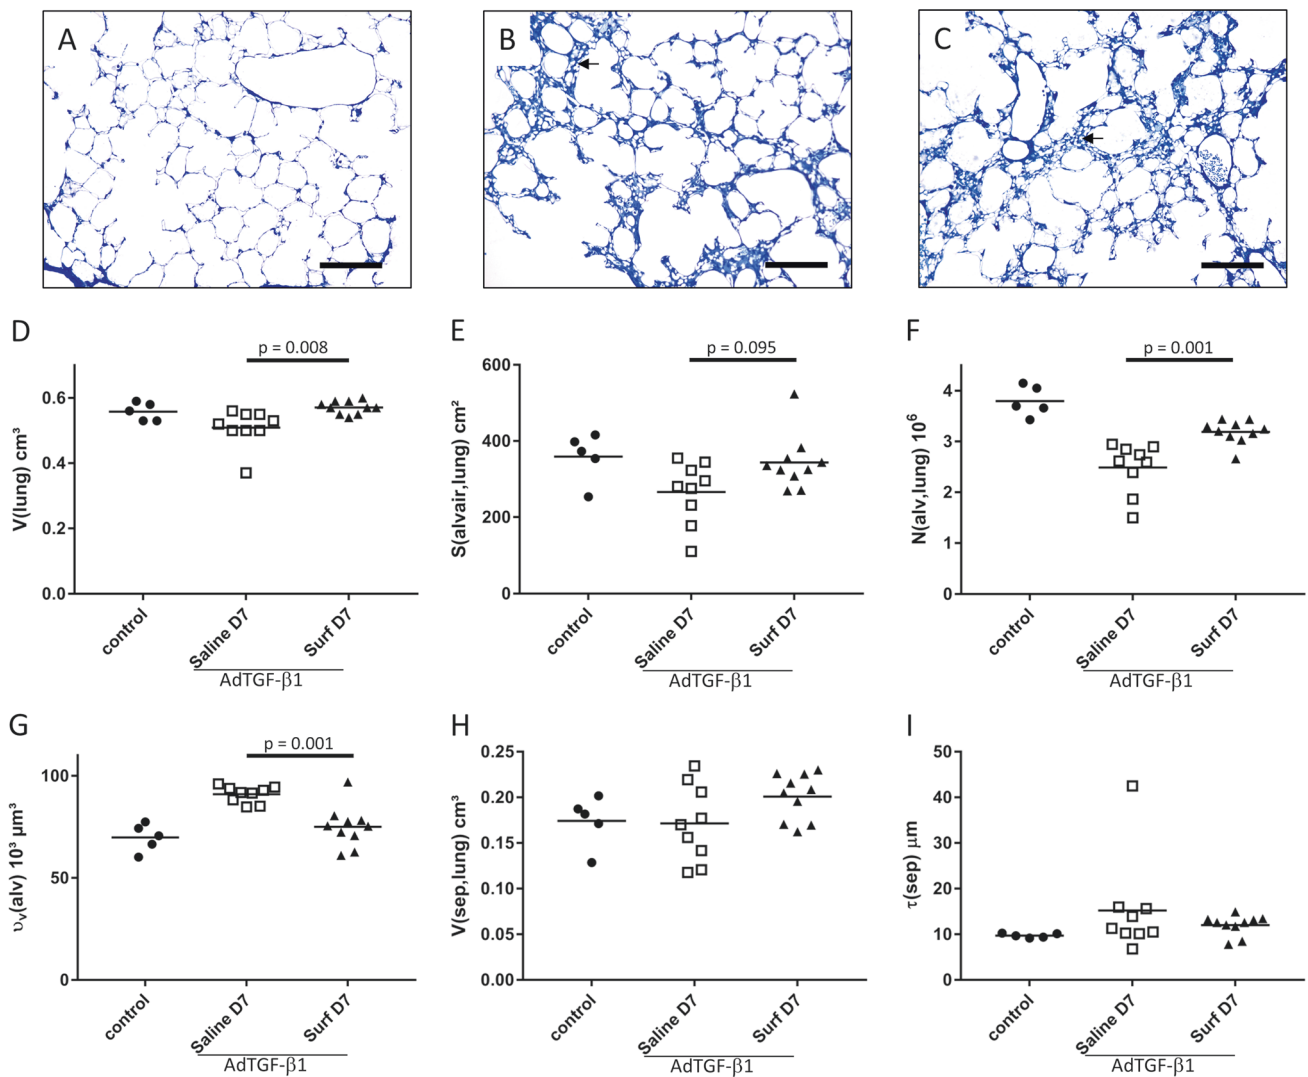 A
B
C
D
p = 0.008
V(lung) cm³
0.6
0.4
0.2
0.0
control
Saline D7
Surf D7
AdTGF-β1
E
p = 0.095
S(alvair,lung) cm²
600
400
200
0
control
Saline D7
Surf D7
AdTGF-β1
F
p = 0.001
N(alv,lung) 10⁶
4
3
2
1
0
control
Saline D7
Surf D7
AdTGF-β1
G
p = 0.001
υᵥ(alv) 10³ µm³
100
50
0
control
Saline D7
Surf D7
AdTGF-β1
H
V(sep,lung) cm³
0.25
0.20
0.15
0.10
0.05
0.00
control
Saline D7
Surf D7
AdTGF-β1
I
τ(sep) µm
50
40
30
20
10
0
control
Saline D7
Surf D7
AdTGF-β1